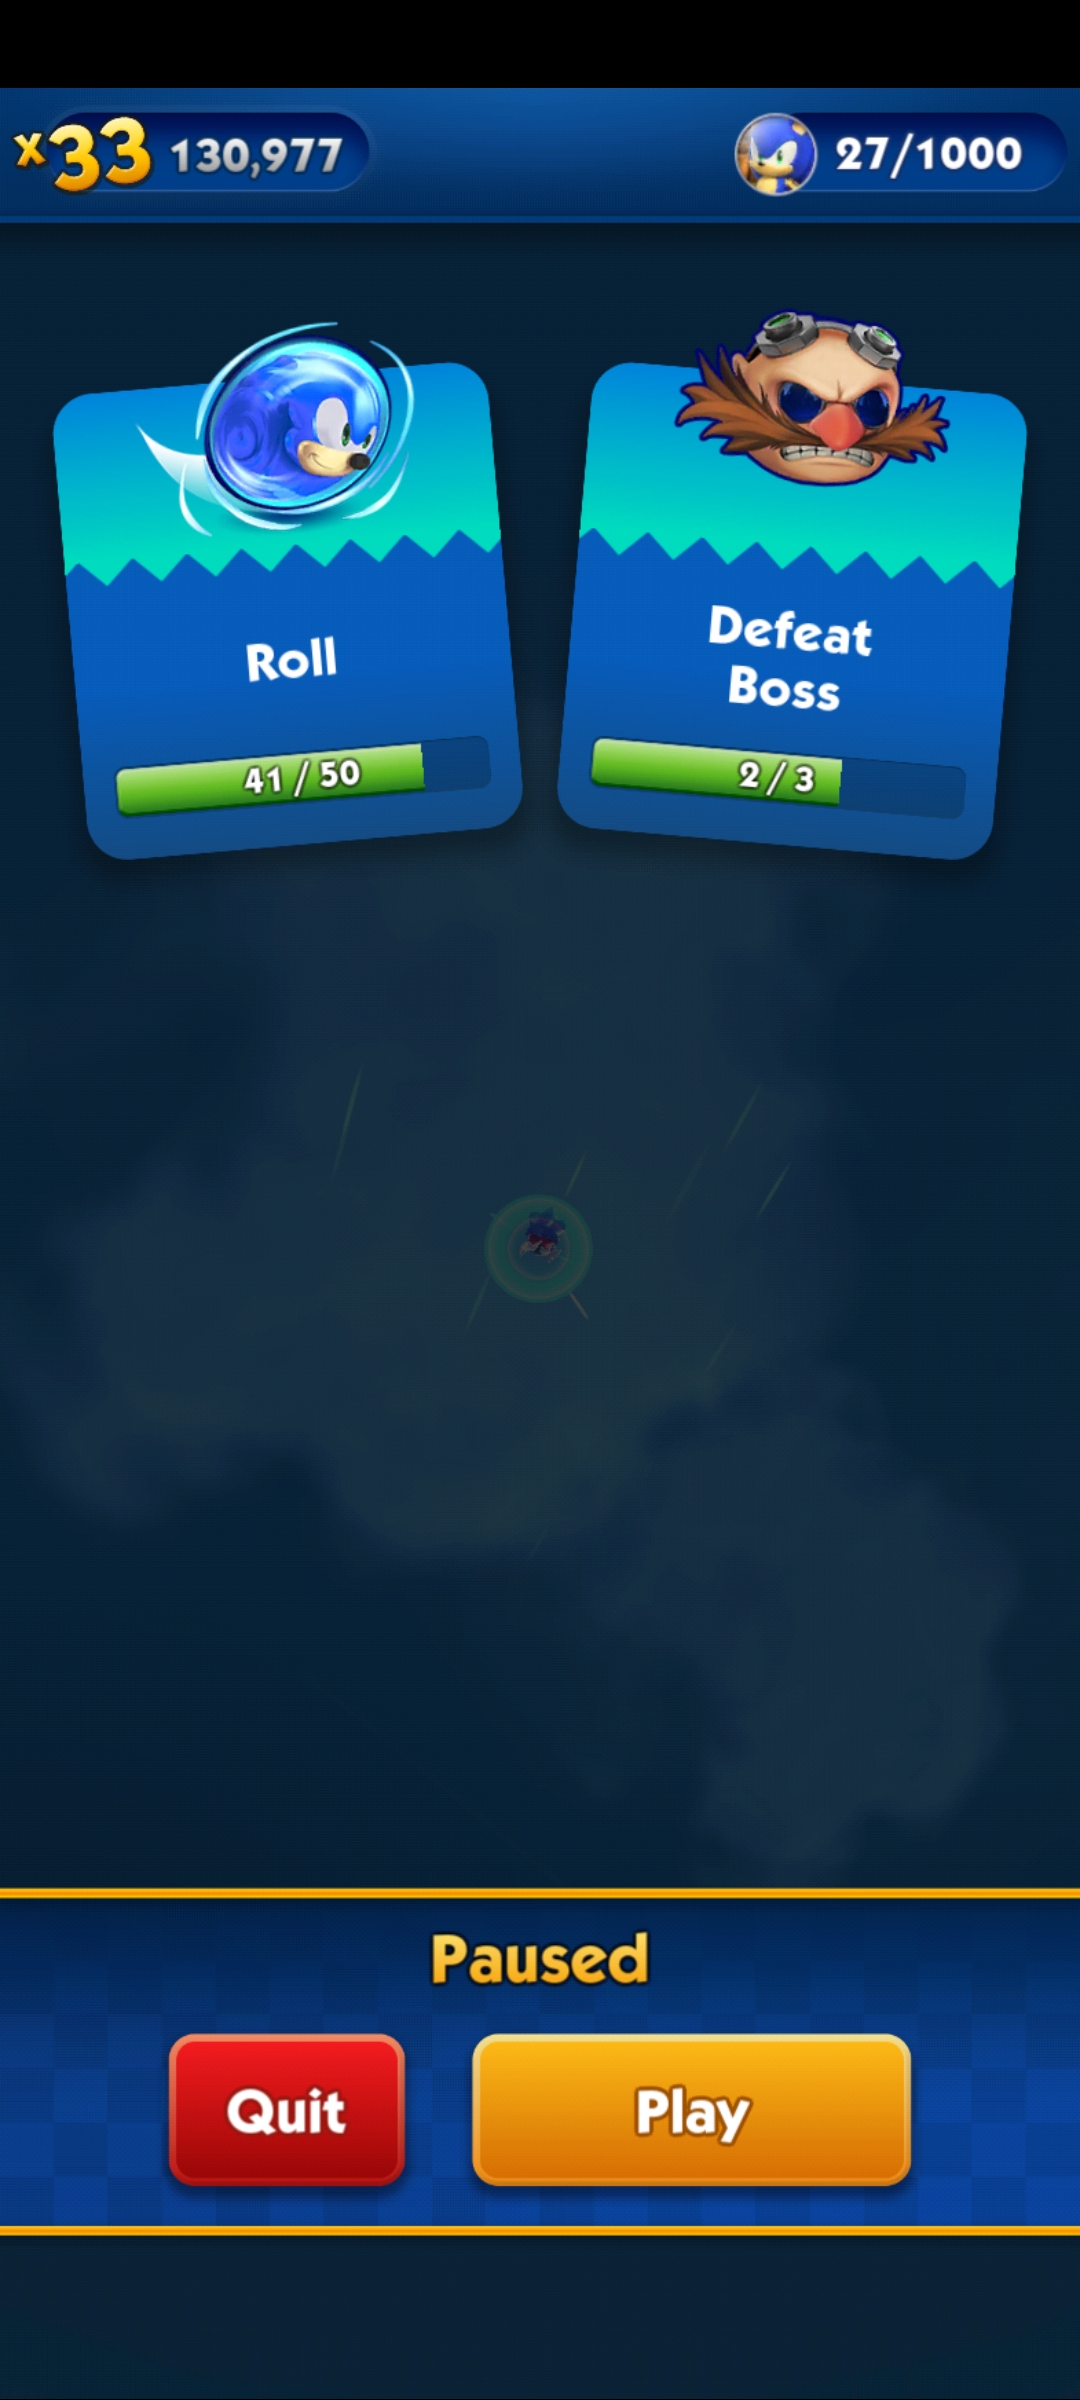 x33 130,977
27/1000
Roll
41 / 50
Defeat
Boss
2 / 3
Paused
Quit
Play